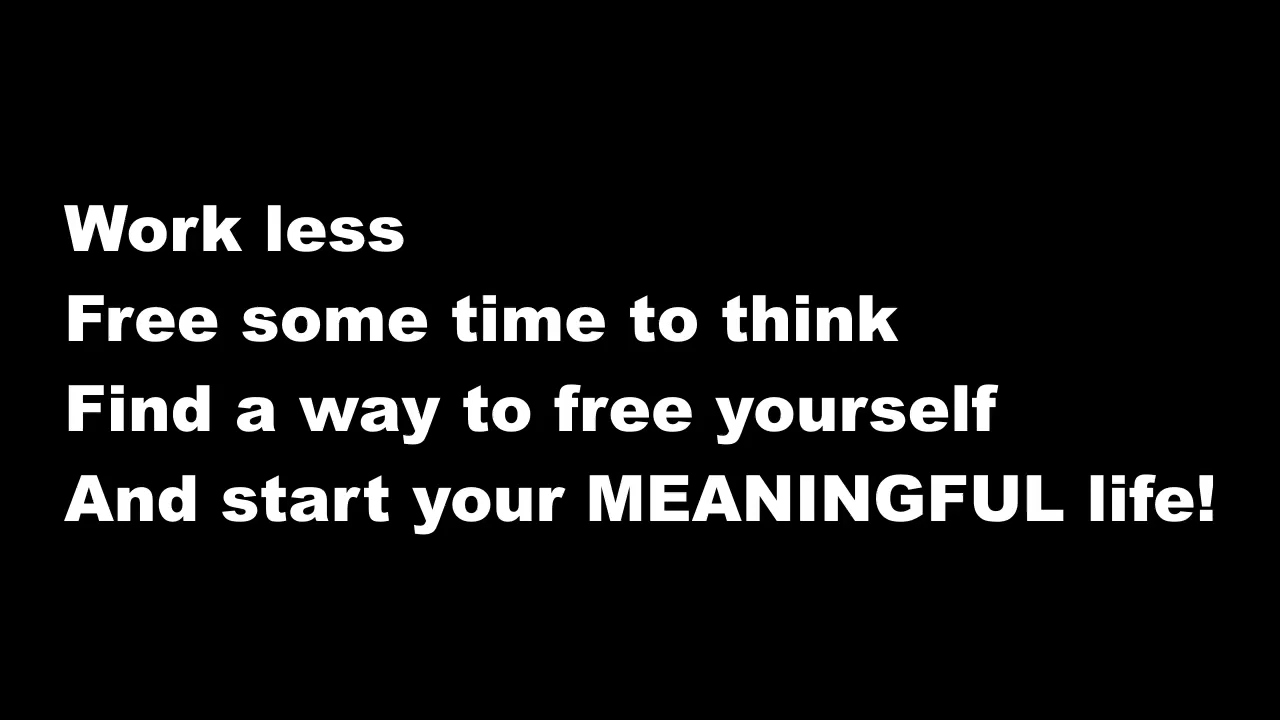 Work less
Free some time to think
Find a way to free yourself
And start your MEANINGFUL life!